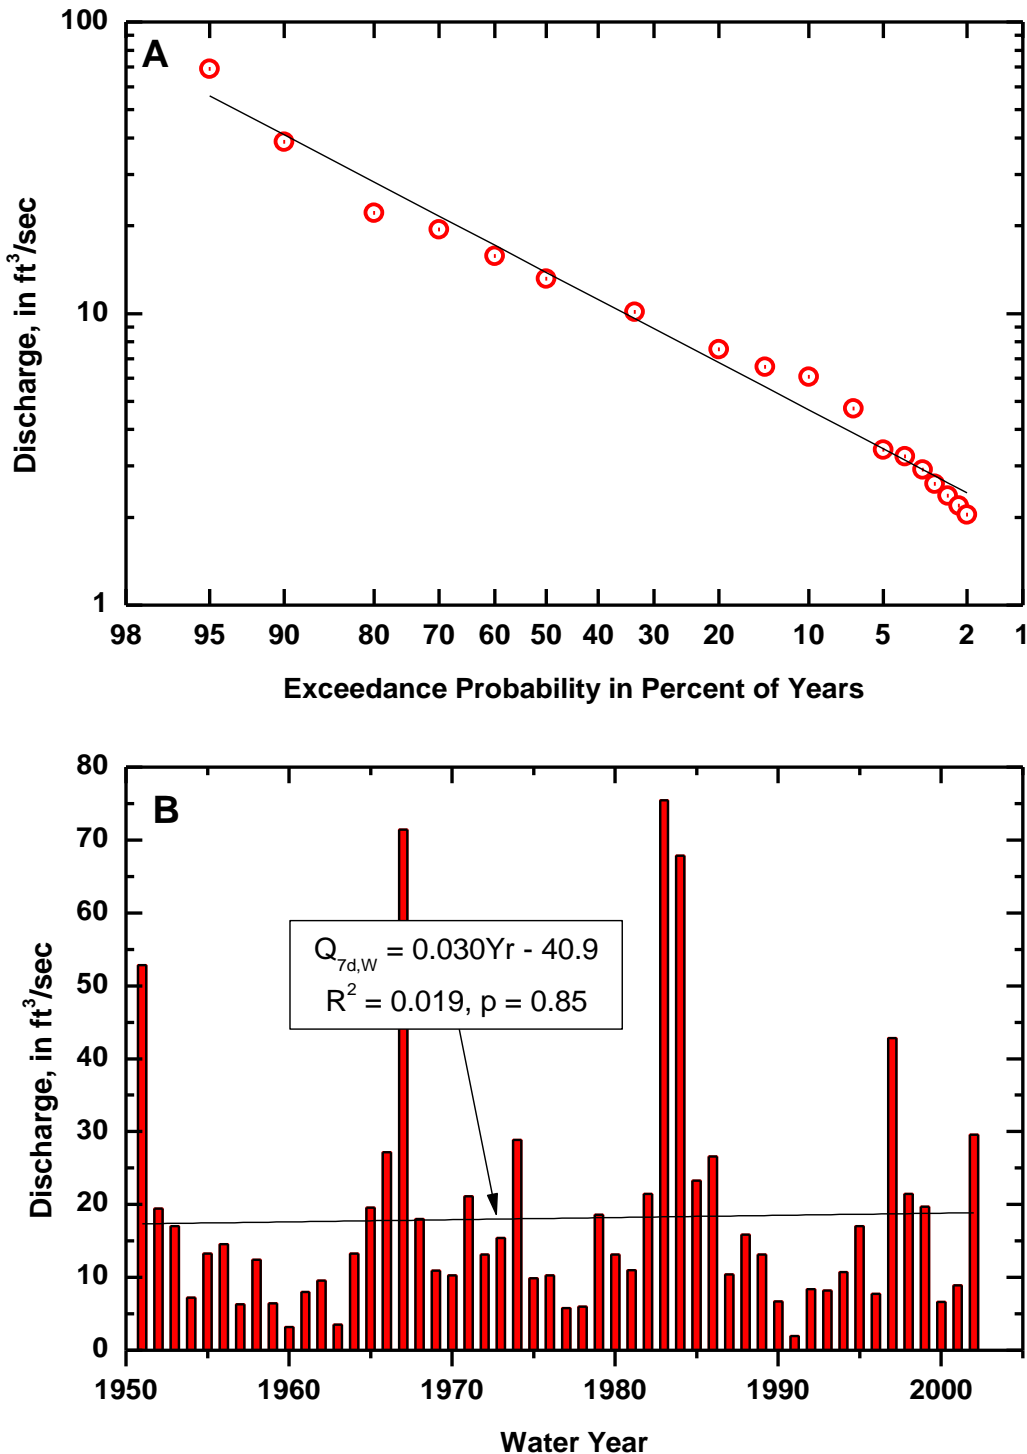 A
100
10
1
Discharge, in ft³/sec
98 95 90 80 70 60 50 40 30 20 10 5 2 1
Exceedance Probability in Percent of Years
B
80
70
60
50
40
30
20
10
0
Discharge, in ft³/sec
Q7d,W = 0.030Yr - 40.9
R² = 0.019, p = 0.85
1950 1960 1970 1980 1990 2000
Water Year